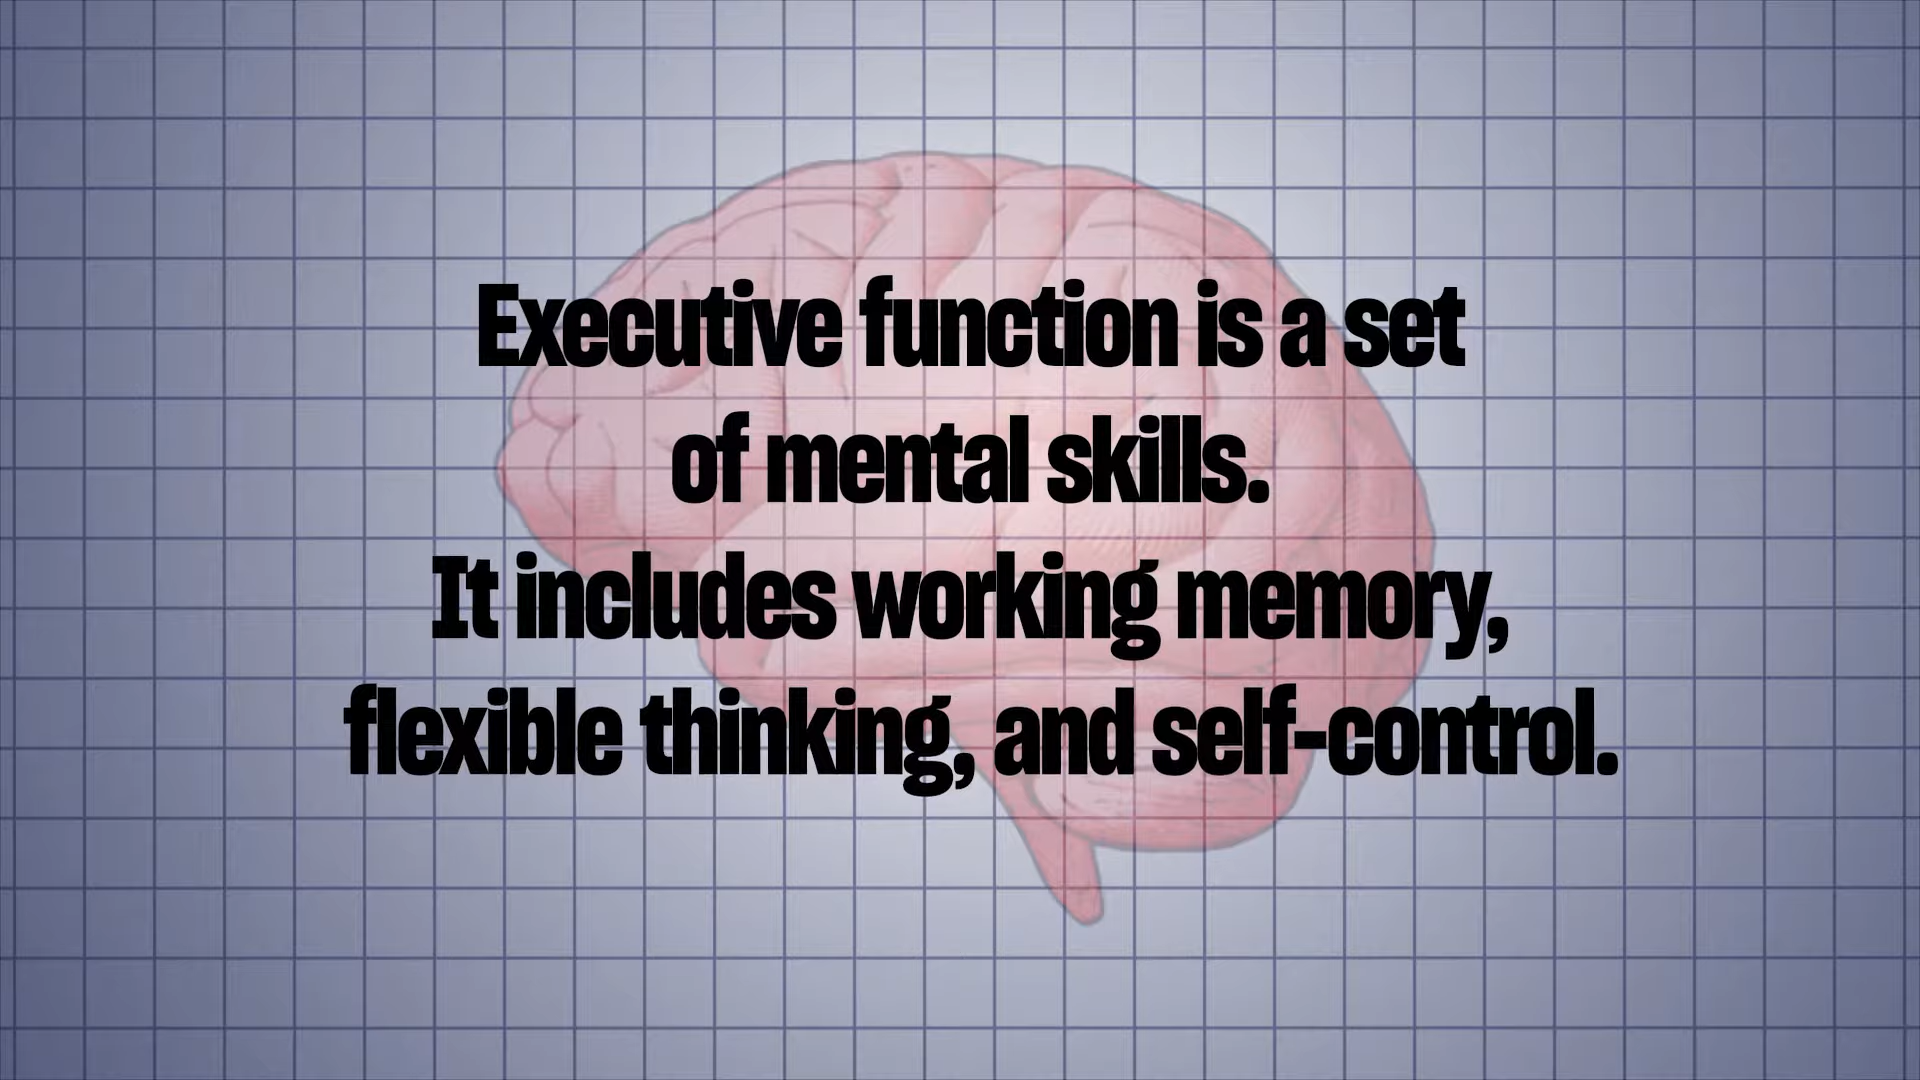 Executive function is a set
of mental skills.
It includes working memory,
flexible thinking, and self-control.